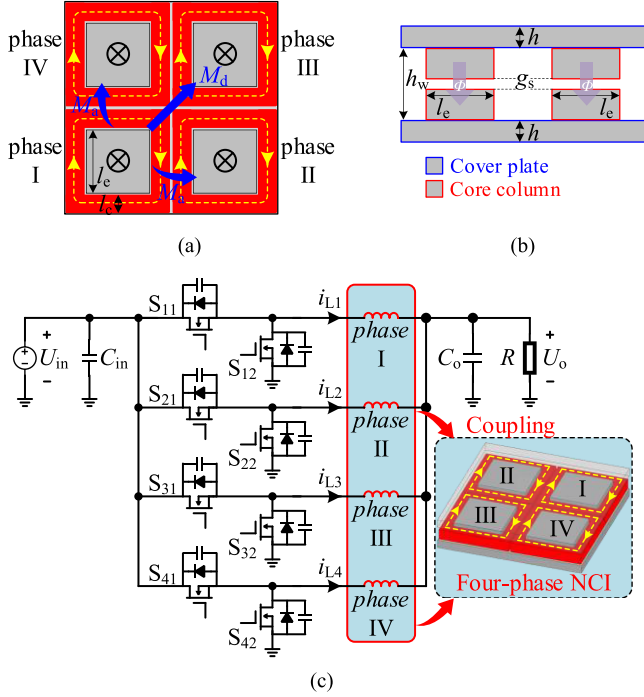 phase
IV
phase
III
M_d
M_a
phase
I
phase
II
l_e
M_a
l_c
(a)
h
h_w
Φ
g_s
Φ
l_e
l_e
h
Cover plate
Core column
(b)
S_11
i_L1
phase
I
+
U_in
−
C_in
S_12
C_o
R
+
U_o
−
S_21
i_L2
phase
II
S_22
Coupling
S_31
i_L3
phase
III
S_32
II
I
III
IV
S_41
i_L4
phase
IV
S_42
Four-phase NCI
(c)